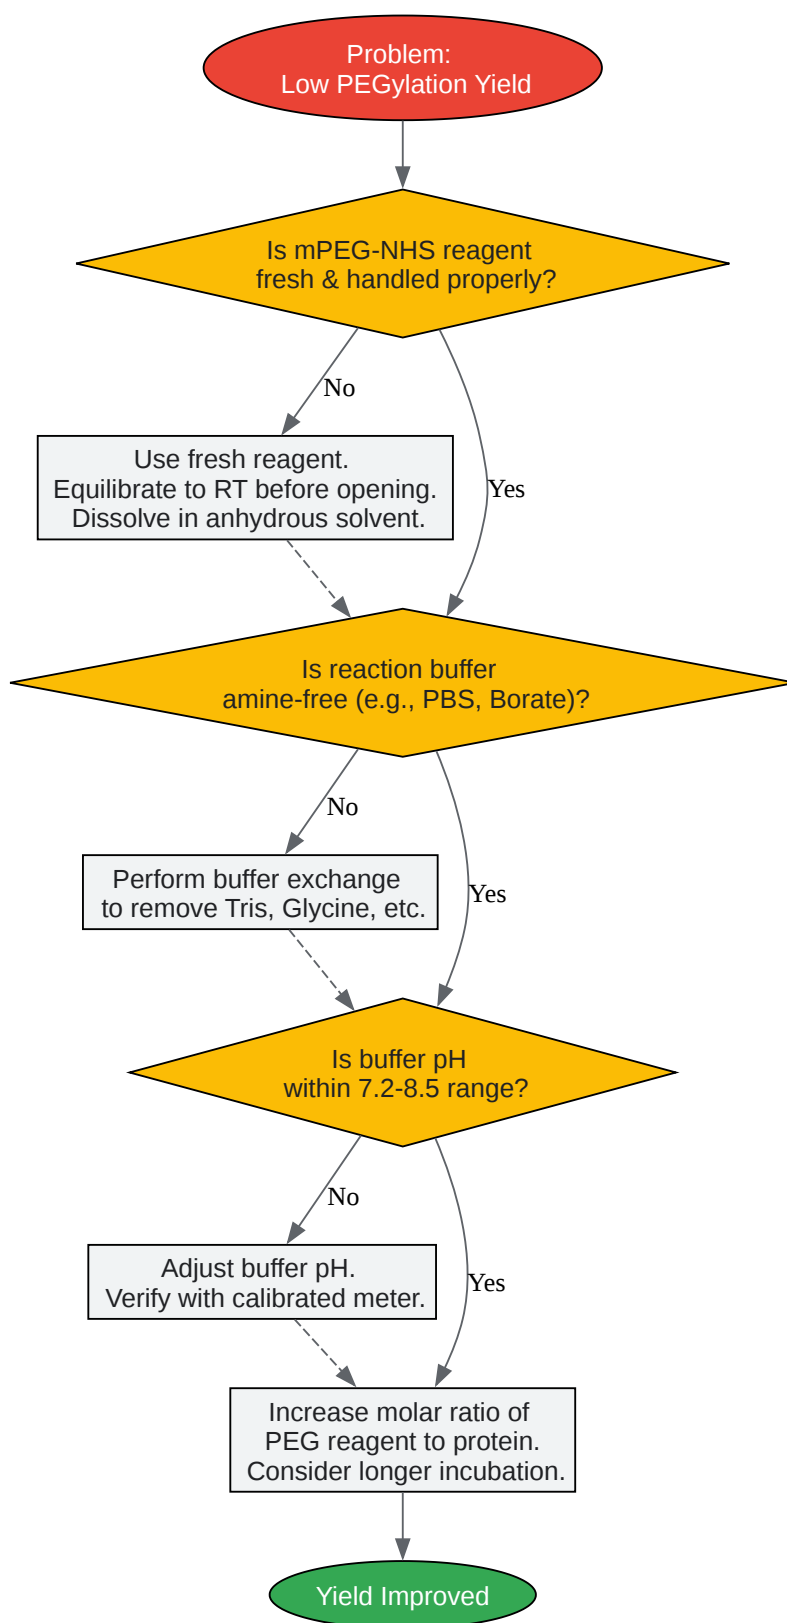 Problem:
Low PEGylation Yield
Is mPEG-NHS reagent
fresh & handled properly?
No
Use fresh reagent.
Equilibrate to RT before opening.
Dissolve in anhydrous solvent.
Yes
Is reaction buffer
amine-free (e.g., PBS, Borate)?
No
Perform buffer exchange
to remove Tris, Glycine, etc.
Yes
Is buffer pH
within 7.2-8.5 range?
No
Adjust buffer pH.
Verify with calibrated meter.
Yes
Increase molar ratio of
PEG reagent to protein.
Consider longer incubation.
Yield Improved